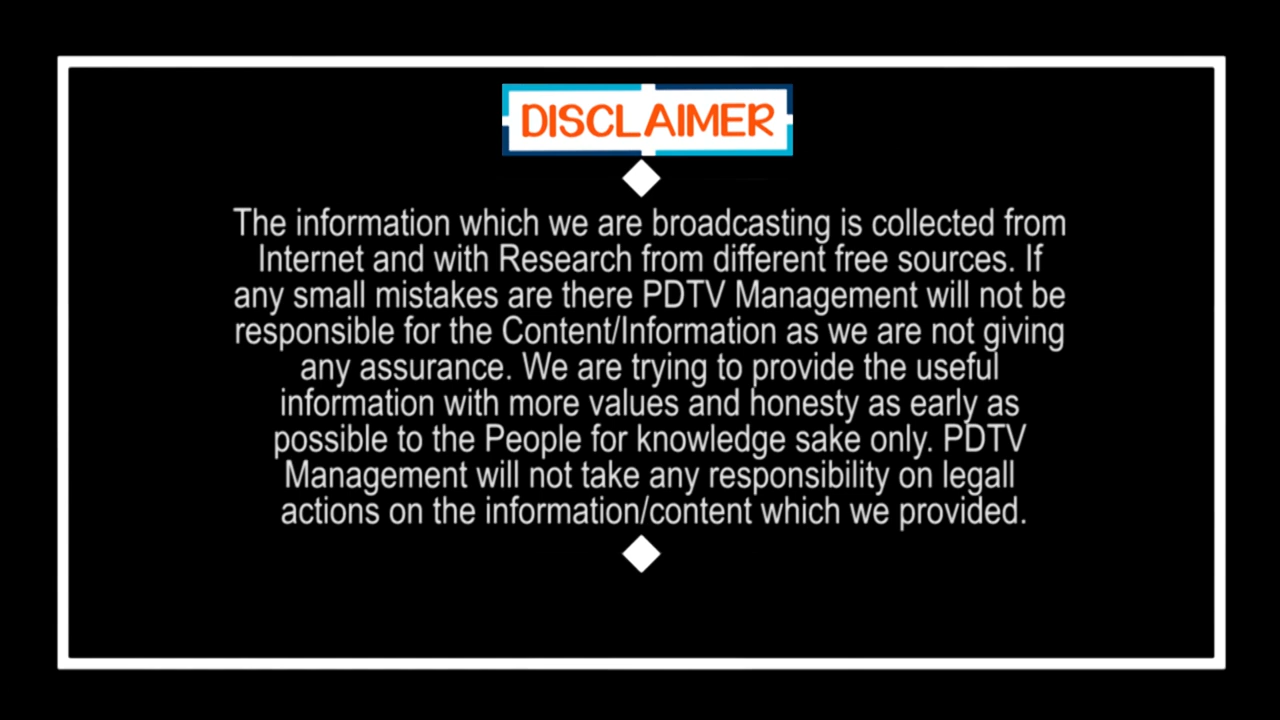 DISCLAIMER
The information which we are broadcasting is collected from
Internet and with Research from different free sources. If
any small mistakes are there PDTV Management will not be
responsible for the Content/Information as we are not giving
any assurance. We are trying to provide the useful
information with more values and honesty as early as
possible to the People for knowledge sake only. PDTV
Management will not take any responsibility on legall
actions on the information/content which we provided.